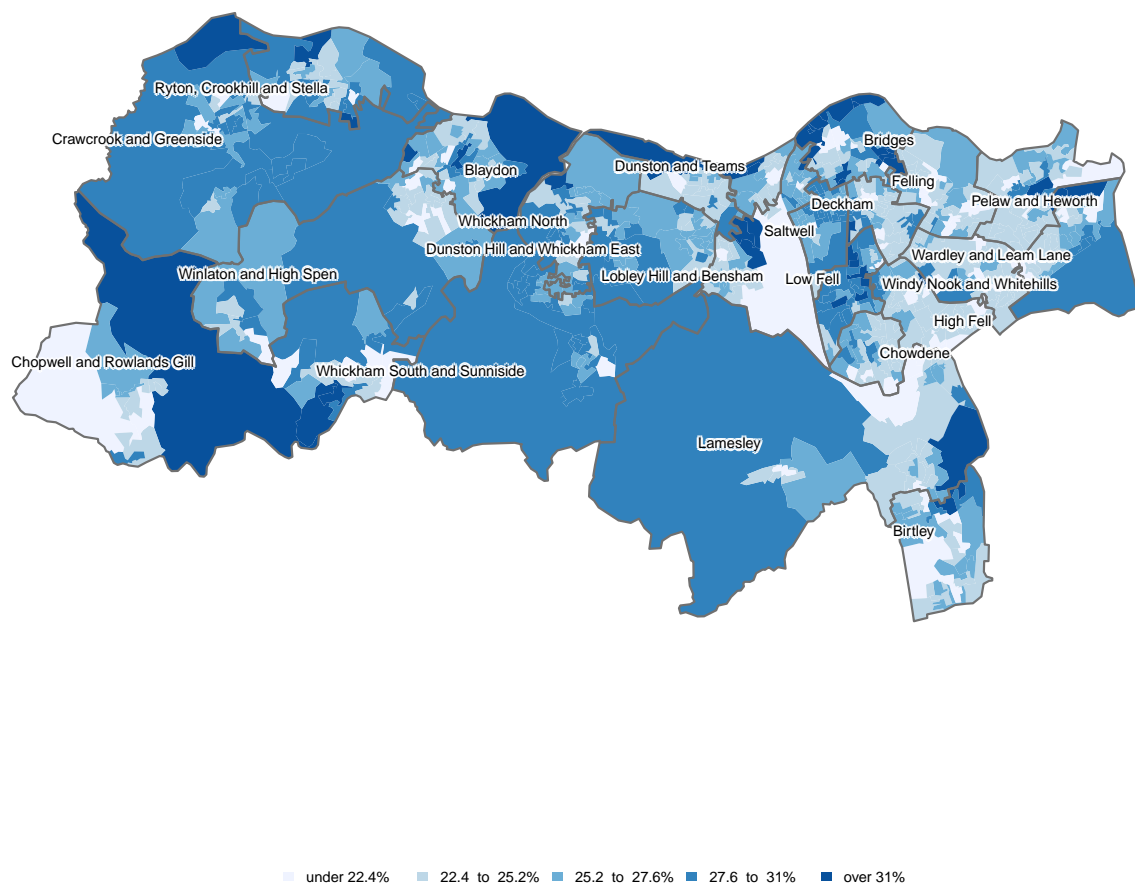 Ryton, Crookhill and Stella
Crawcrook and Greenside
Bridges
Dunston and Teams
Blaydon
Felling
Pelaw and Heworth
Deckham
Whickham North
Saltwell
Dunston Hill and Whickham East
Wardley and Leam Lane
Winlaton and High Spen
Lobley Hill and Bensham
Low Fell
Windy Nook and Whitehills
High Fell
Chowdene
Chopwell and Rowlands Gill
Whickham South and Sunniside
Lamesley
Birtley
under 22.4% 22.4 to 25.2% 25.2 to 27.6% 27.6 to 31% over 31%